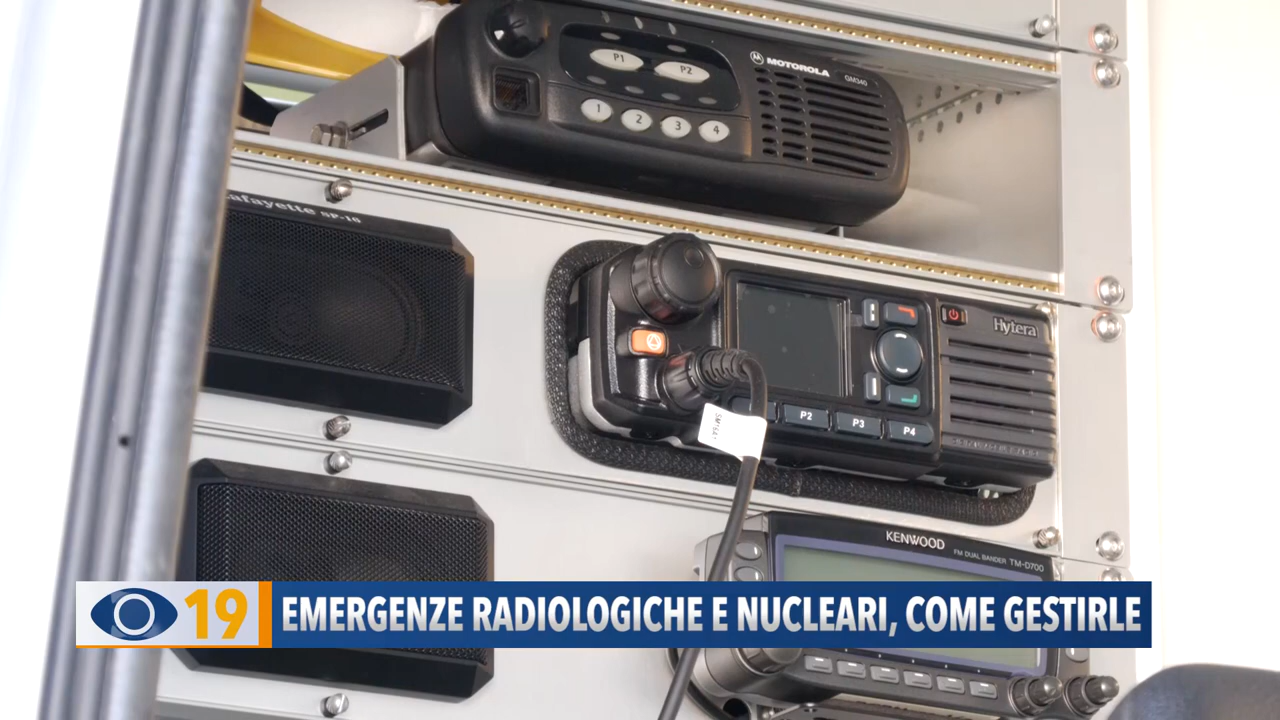 P1
P2
MOTOROLA
GM340
1
2
3
4
Lafayette SP-10
Hytera
P2
P3
P4
KENWOOD
FM DUAL BANDER TM-D700
19
EMERGENZE RADIOLOGICHE E NUCLEARI, COME GESTIRLE